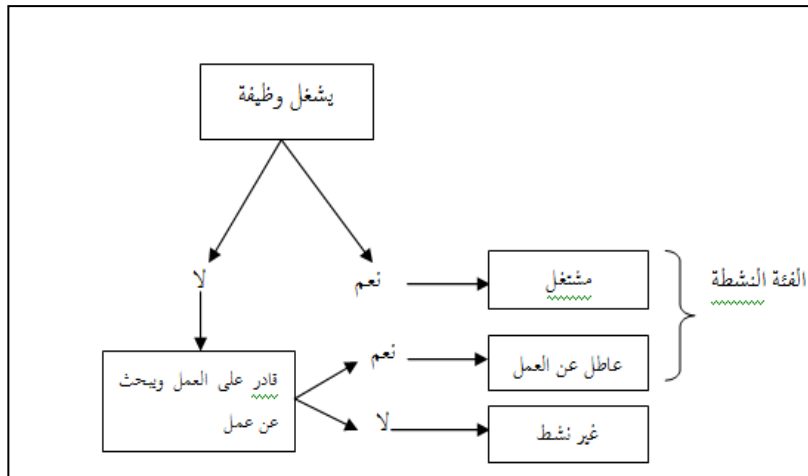 يشغل وظيفة
لا
نعم
مشتغل
الفئة النشطة
قادر على العمل ويبحث
عن عمل
نعم
عاطل عن العمل
لا
غير نشط